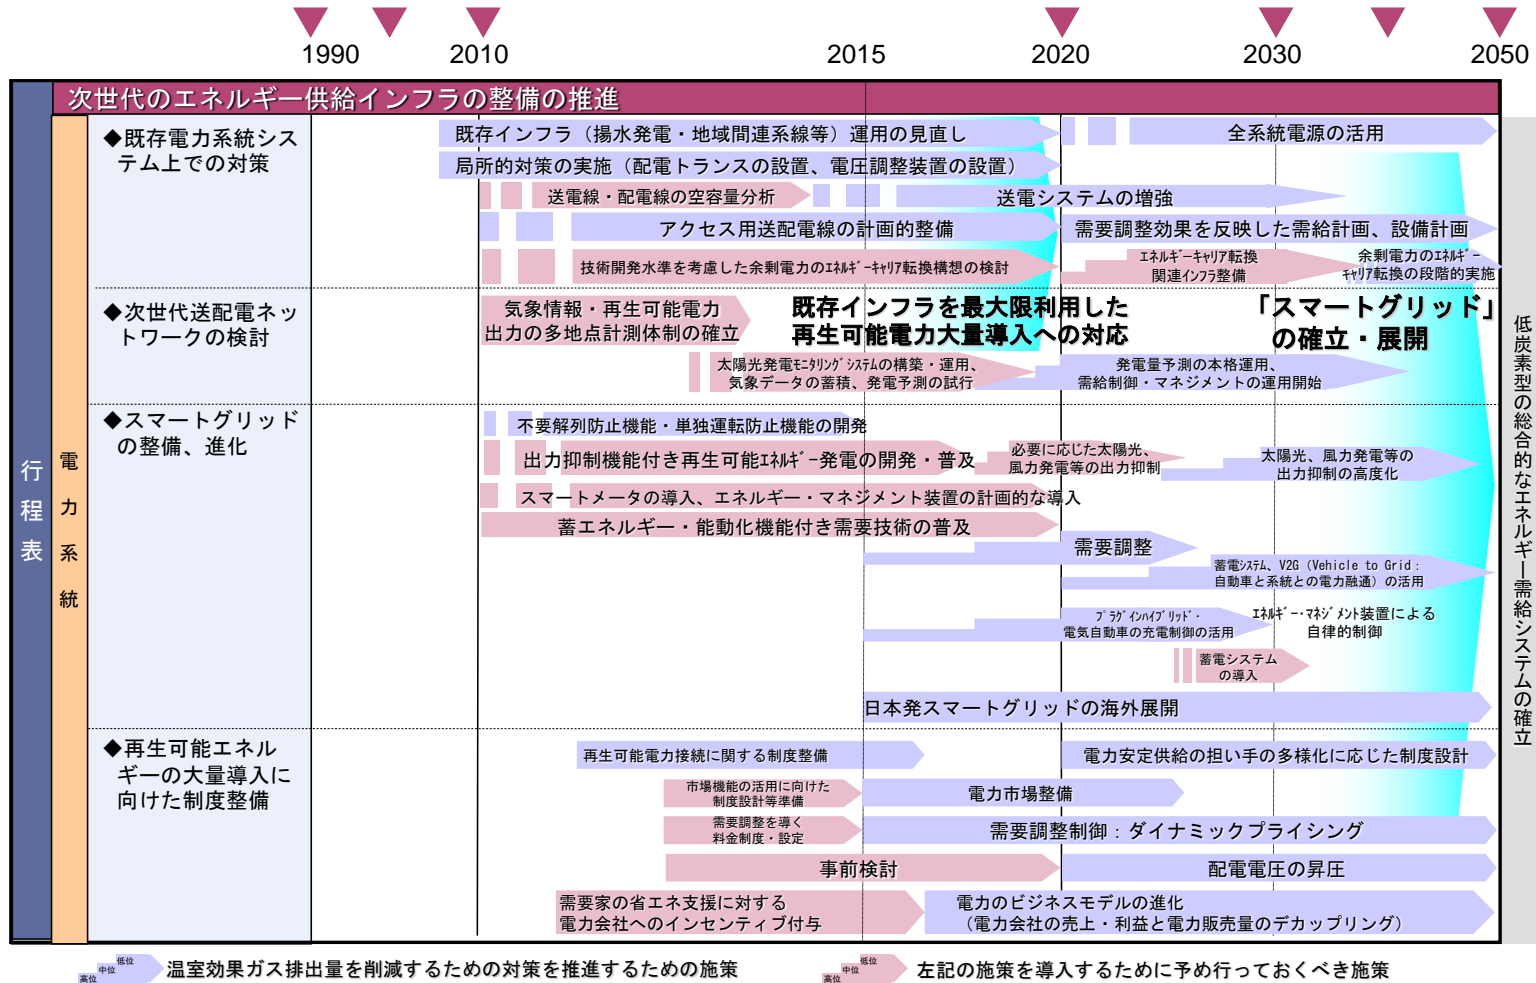 1990
2010
2015
2020
2030
2050
次世代のエネルギー供給インフラの整備の推進
行程表
電力系統
◆既存電力系統シス
テム上での対策
既存インフラ（揚水発電・地域間連系線等）運用の見直し
全系統電源の活用
局所的対策の実施（配電トランスの設置、電圧調整装置の設置）
送電線・配電線の空容量分析
送電システムの増強
アクセス用送配電線の計画的整備
需要調整効果を反映した需給計画、設備計画
技術開発水準を考慮した余剰電力のｴﾈﾙｷﾞｰｷｬﾘｱ転換構想の検討
ｴﾈﾙｷﾞｰキャリア転換
関連ｲﾝﾌﾗ整備
余剰電力のｴﾈﾙｷﾞｰ
ｷｬﾘｱ転換の段階的実施
◆次世代送配電ネッ
トワークの検討
気象情報・再生可能電力
出力の多地点計測体制の確立
既存インフラを最大限利用した
再生可能電力大量導入への対応
「スマートグリッド」
の確立・展開
太陽光発電ﾓﾆﾀﾘﾝｸﾞｼｽﾃﾑの構築・運用、
気象データの蓄積、発電予測の試行
発電量予測の本格運用、
需給制御・マネジメントの運用開始
◆スマートグリッド
の整備、進化
不要解列防止機能・単独運転防止機能の開発
出力抑制機能付き再生可能ｴﾈﾙｷﾞｰ発電の開発・普及
必要に応じた太陽光、
風力発電等の出力抑制
太陽光、風力発電等の
出力抑制の高度化
スマートメータの導入、エネルギー・マネジメント装置の計画的な導入
蓄エネルギー・能動化機能付き需要技術の普及
需要調整
蓄電ｼｽﾃﾑ、V2G（Vehicle to Grid：
自動車と系統との電力融通）の活用
ﾌﾟﾗｸﾞｲﾝﾊｲﾌﾞﾘｯﾄﾞ・
電気自動車の充電制御の活用
ｴﾈﾙｷﾞｰ・ﾏﾈｼﾞﾒﾝﾄ装置による
自律的制御
蓄電システム
の導入
日本発スマートグリッドの海外展開
◆再生可能エネル
ギーの大量導入に
向けた制度整備
再生可能電力接続に関する制度整備
電力安定供給の担い手の多様化に応じた制度設計
市場機能の活用に向けた
制度設計等準備
電力市場整備
需要調整を導く
料金制度・設定
需要調整制御：ダイナミックプライシング
事前検討
配電電圧の昇圧
需要家の省エネ支援に対する
電力会社へのインセンティブ付与
電力のビジネスモデルの進化
（電力会社の売上・利益と電力販売量のデカップリング）
低炭素型の総合的なエネルギー需給システムの確立
高位
中位
低位
温室効果ガス排出量を削減するための対策を推進するための施策
高位
中位
低位
左記の施策を導入するために予め行っておくべき施策